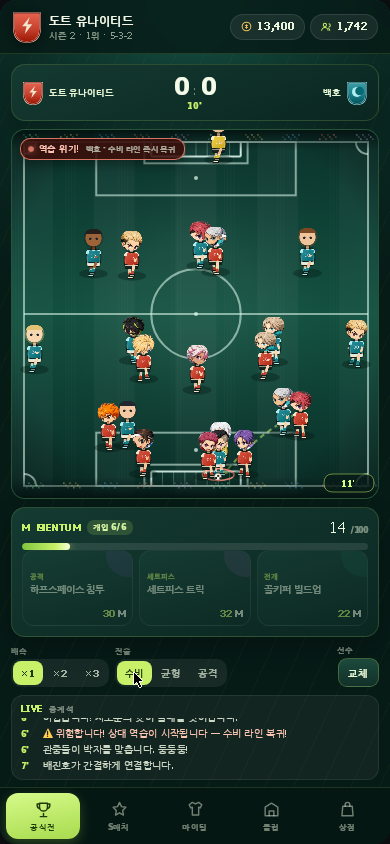 도트 유나이티드
시즌 2 · 1위 · 5-3-2
13,400
1,742
도트 유나이티드
0 : 0
10'
백호
역습 위기! 백호 · 수비 라인 즉시 복귀
11'
M   ENTUM
개입 6/6
14 /100
공격
하프스페이스 침투
30 M
세트피스
세트피스 트릭
32 M
전개
골키퍼 빌드업
22 M
배속
전술
선수
×1
×2
×3
수비
균형
공격
교체
LIVE 중계석
6' ⚠ 위험합니다! 상대 역습이 시작됩니다 — 수비 라인 복귀!
6' 관중들이 박자를 맞춥니다. 둥둥둥!
7' 배진호가 간결하게 연결합니다.
공식전
5매치
마이팀
클럽
상점